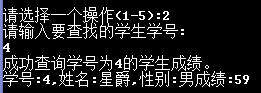 请选择一个操作(1-5):2
请输入要查找的学生学号:
4
成功查询学号为4的学生成绩。
学号:4,姓名:星爵,性别:男成绩:59